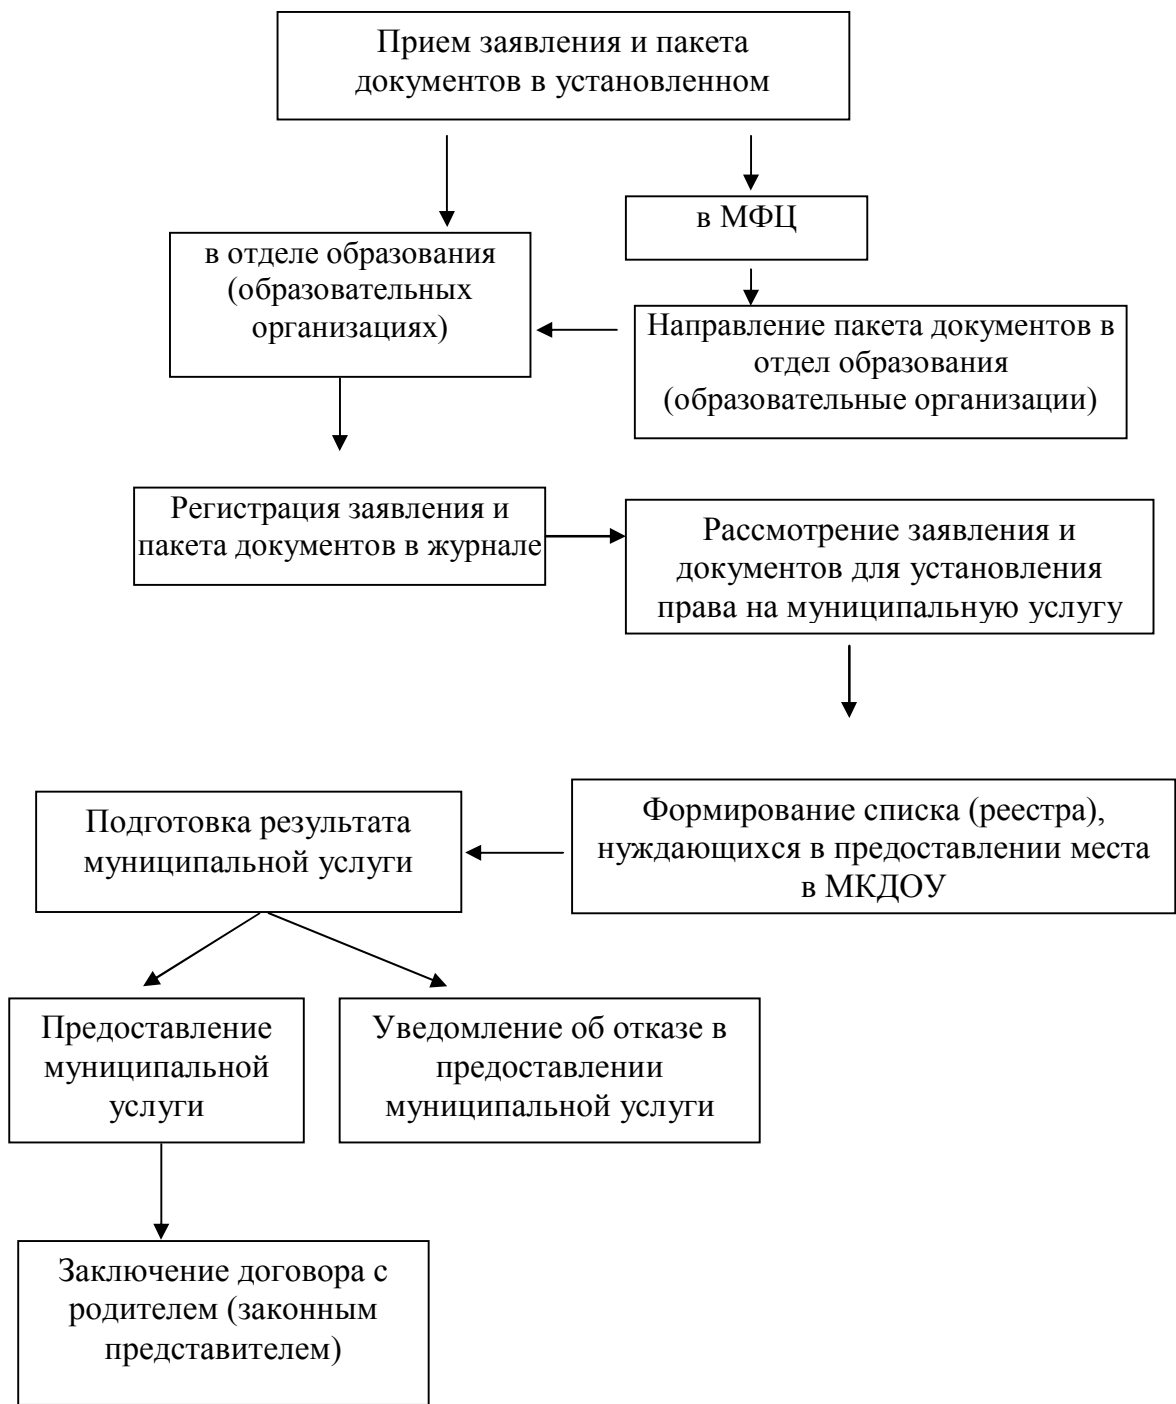 Прием заявления и пакета
документов в установленном
в МФЦ
в отделе образования
(образовательных
организациях)
Направление пакета документов в
отдел образования
(образовательные организации)
Регистрация заявления и
пакета документов в журнале
Рассмотрение заявления и
документов для установления
права на муниципальную услугу
Формирование списка (реестра),
нуждающихся в предоставлении места
в МКДОУ
Подготовка результата
муниципальной услуги
Предоставление
муниципальной
услуги
Уведомление об отказе в
предоставлении
муниципальной услуги
Заключение договора с
родителем (законным
представителем)